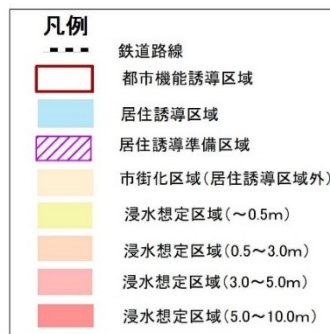 凡例
鉄道路線
都市機能誘導区域
居住誘導区域
居住誘導準備区域
市街化区域(居住誘導区域外)
浸水想定区域(～0.5m)
浸水想定区域(0.5～3.0m)
浸水想定区域(3.0～5.0m)
浸水想定区域(5.0～10.0m)